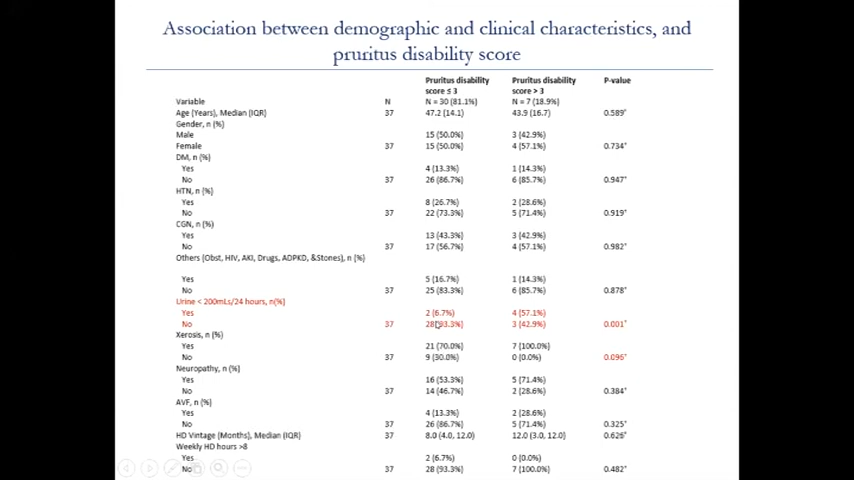 Association between demographic and clinical characteristics, and
pruritus disability score
Pruritus disability Pruritus disability P-value
score ≤ 3 score > 3
Variable N N = 30 (81.1%) N = 7 (18.9%)
Age (Years), Median (IQR) 37 47.2 (14.1) 43.9 (16.7) 0.589*
Gender, n (%)
Male 15 (50.0%) 3 (42.9%)
Female 37 15 (50.0%) 4 (57.1%) 0.734*
DM, n (%)
Yes 4 (13.3%) 1 (14.3%)
No 37 26 (86.7%) 6 (85.7%) 0.947*
HTN, n (%)
Yes 8 (26.7%) 2 (28.6%)
No 37 22 (73.3%) 5 (71.4%) 0.919*
CGN, n (%)
Yes 13 (43.3%) 3 (42.9%)
No 37 17 (56.7%) 4 (57.1%) 0.982*
Others (Obst, HIV, AKI, Drugs, ADPKD, &Stones), n (%)
Yes 5 (16.7%) 1 (14.3%)
No 37 25 (83.3%) 6 (85.7%) 0.878*
Urine < 200mLs/24 hours, n(%)
Yes 2 (6.7%) 4 (57.1%)
No 37 28(93.3%) 3 (42.9%) 0.001*
Xerosis, n (%)
Yes 21 (70.0%) 7 (100.0%)
No 37 9 (30.0%) 0 (0.0%) 0.096*
Neuropathy, n (%)
Yes 16 (53.3%) 5 (71.4%)
No 37 14 (46.7%) 2 (28.6%) 0.384*
AVF, n (%)
Yes 4 (13.3%) 2 (28.6%)
No 37 26 (86.7%) 5 (71.4%) 0.325*
HD Vintage (Months), Median (IQR) 37 8.0 (4.0, 12.0) 12.0 (3.0, 12.0) 0.626*
Weekly HD hours >8
Yes 2 (6.7%) 0 (0.0%)
No 37 28 (93.3%) 7 (100.0%) 0.482*